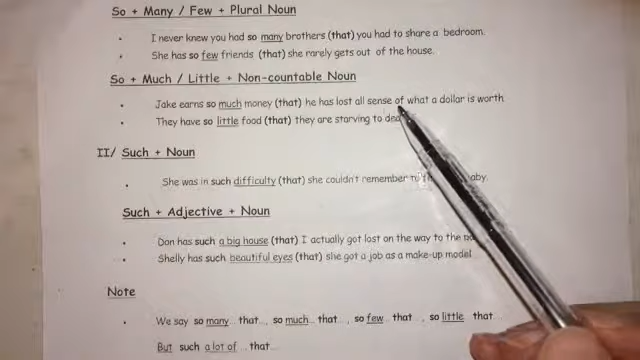 So + Many / Few + Plural Noun
I never knew you had so many brothers (that) you had to share a bedroom.
She has so few friends (that) she rarely gets out of the house.
So + Much / Little + Non-countable Noun
Jake earns so much money (that) he has lost all sense of what a dollar is worth
They have so little food (that) they are starving to
II/ Such + Noun
She was in such difficulty (that) she couldn't remember
Such + Adjective + Noun
Dan has such a big house (that) I actually got lost on the way to the
Shelly has such beautiful eyes (that) she got a job as a make-up model
Note
We say so many... that..., so much... that..., so few... that..., so little that...
But such a lot of ... that...